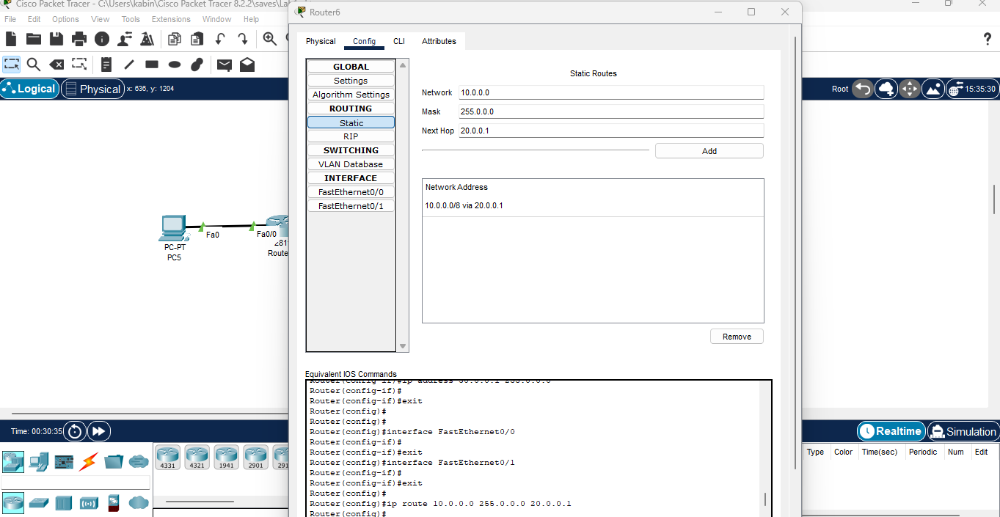 Cisco Packet Tracer - C:\Users\kabin\Cisco Packet Tracer 8.2.2\saves\La
Router6
File Edit Options View Tools Extensions Window Help
Physical Config CLI Attributes
Logical Physical x: 636, y: 1204
Root 15:35:30
GLOBAL
Settings
Algorithm Settings
ROUTING
Static
RIP
SWITCHING
VLAN Database
INTERFACE
FastEthernet0/0
FastEthernet0/1
Static Routes
Network 10.0.0.0
Mask 255.0.0.0
Next Hop 20.0.0.1
Add
Network Address
10.0.0.0/8 via 20.0.0.1
Remove
Fa0
Fa0/0
PC-PT
PC5
281
Route
Equivalent IOS Commands
Router(config-if)#ip address 30.0.0.1 255.0.0.0
Router(config-if)#
Router(config-if)#exit
Router(config)#
Router(config)#
Router(config)#interface FastEthernet0/0
Router(config-if)#
Router(config-if)#exit
Router(config)#interface FastEthernet0/1
Router(config-if)#
Router(config-if)#exit
Router(config)#
Router(config)#ip route 10.0.0.0 255.0.0.0 20.0.0.1
Router(config)#
Time: 00:30:35
Realtime Simulation
4331 4321 1941 2901 291
Type Color Time(sec) Periodic Num Edit